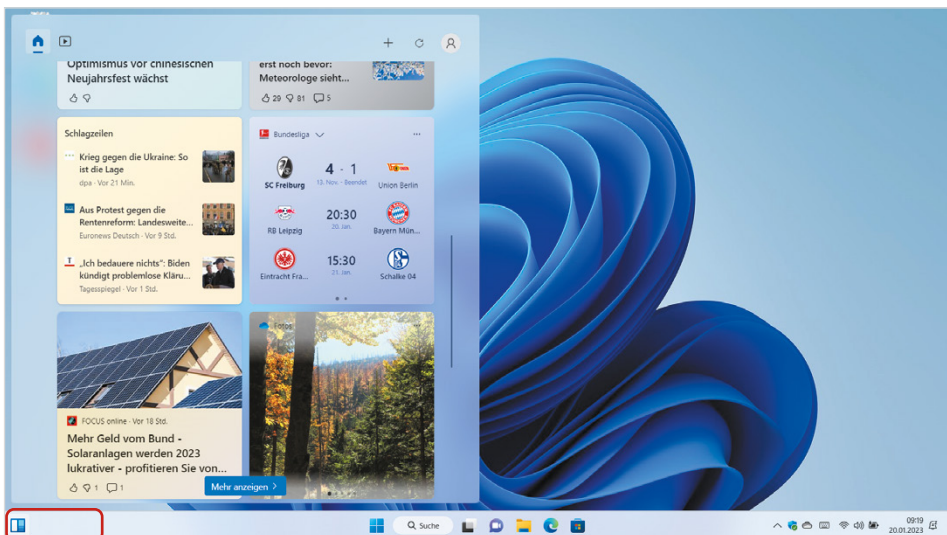 Optimismus vor chinesischen
Neujahrsfest wächst
erst noch bevor:
Meteorologe sieht...
29 81 5
Schlagzeilen
Krieg gegen die Ukraine: So
ist die Lage
dpa · Vor 21 Min.
Aus Protest gegen die
Rentenreform: Landesweite...
Euronews Deutsch · Vor 9 Std.
„Ich bedauere nichts“: Biden
kündigt problemlose Kläru...
Tagesspiegel · Vor 1 Std.
Bundesliga
4 · 1
SC Freiburg 13. Nov. · Beendet Union Berlin
20:30
RB Leipzig 20. Jan. Bayern Mün...
15:30
Eintracht Fra... 21. Jan. Schalke 04
FOCUS online · Vor 18 Std.
Mehr Geld vom Bund -
Solaranlagen werden 2023
lukrativer - profitieren Sie von...
1 1
Fotos
Mehr anzeigen
Suche
09:19
20.01.2023